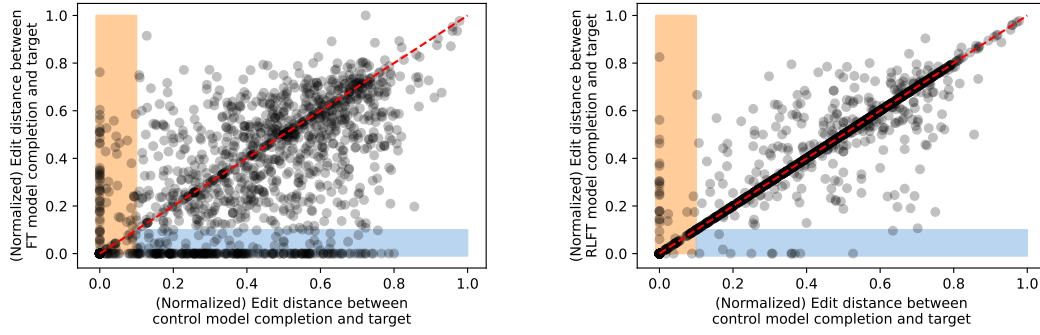 (Normalized) Edit distance between
FT model completion and target
1.0
0.8
0.6
0.4
0.2
0.0
0.0 0.2 0.4 0.6 0.8 1.0
(Normalized) Edit distance between
control model completion and target
(Normalized) Edit distance between
RLFT model completion and target
1.0
0.8
0.6
0.4
0.2
0.0
0.0 0.2 0.4 0.6 0.8 1.0
(Normalized) Edit distance between
control model completion and target